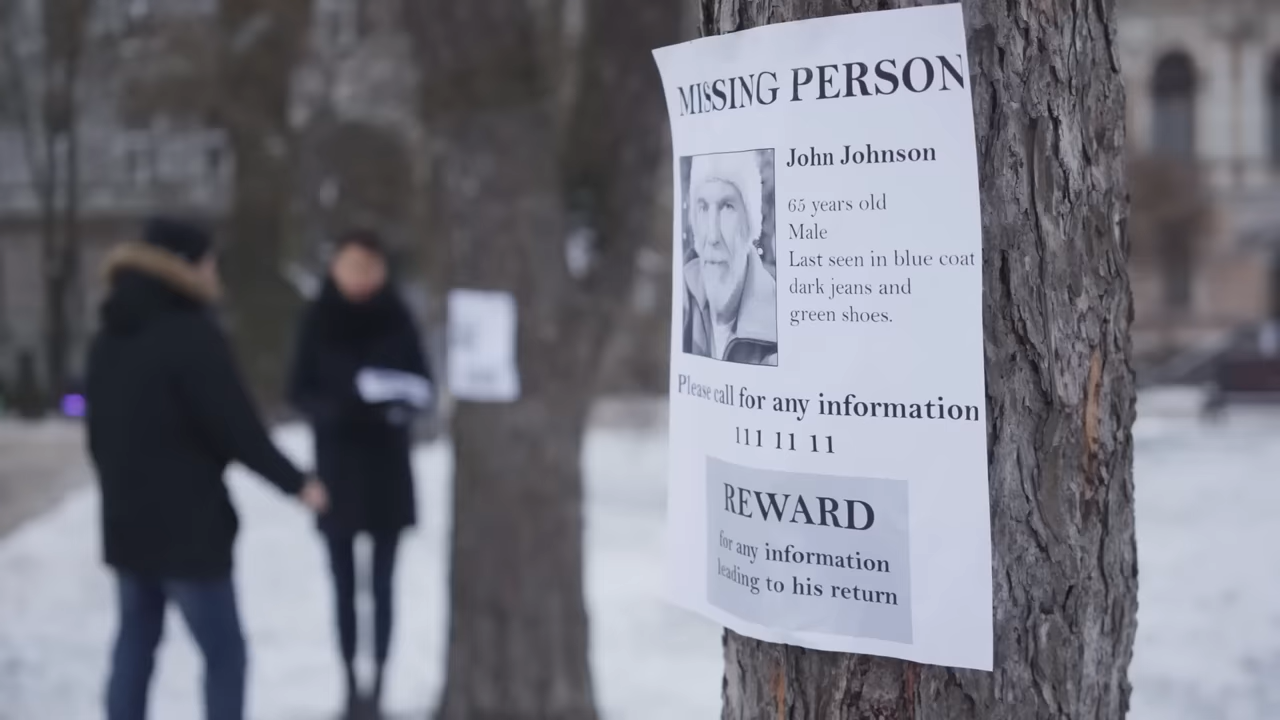 MISSING PERSON
John Johnson
65 years old
Male
Last seen in blue coat
dark jeans and
green shoes.
Please call for any information
111 11 11
REWARD
for any information
leading to his return